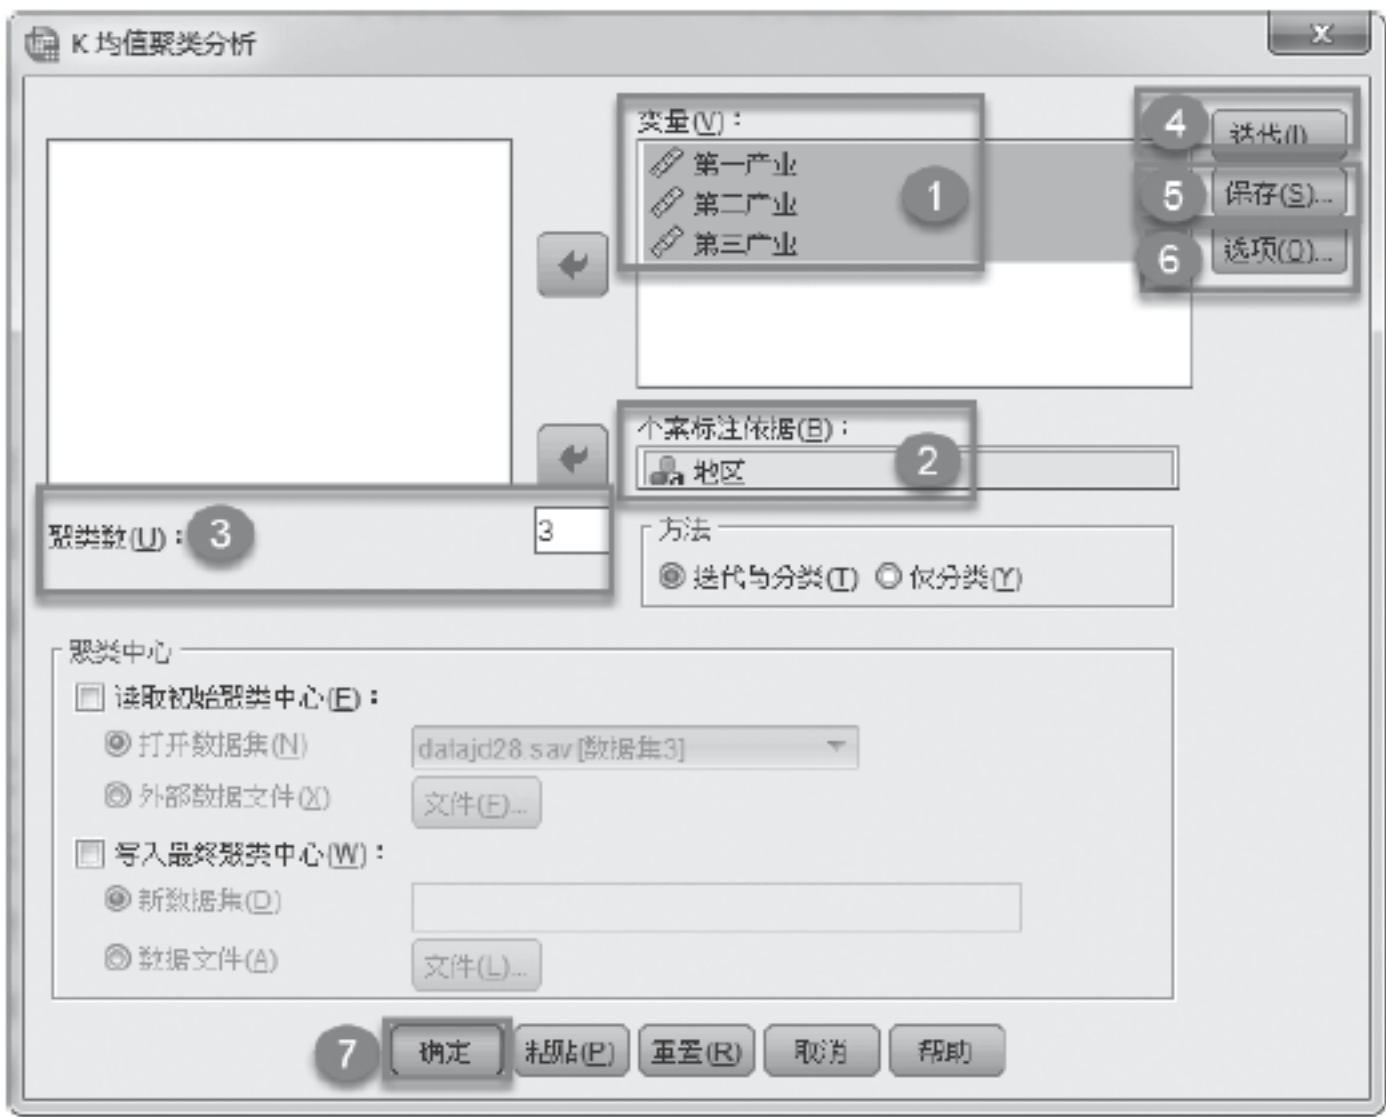 K 均值聚类分析
x
变量(V)：
第一产业
第二产业
第三产业
1
4
迭代(I)
5
保存(S)...
6
选项(O)...
个案标注依据(B)：
地区
2
聚类数(U)：
3
3
方法
迭代与分类(T)
仅分类(Y)
聚类中心
读取初始聚类中心(E)：
打开数据集(N)
datajd28.sav [数据集3]
外部数据文件(X)
文件(F)...
写入最终聚类中心(W)：
新数据集(D)
数据文件(A)
文件(L)...
7
确定
粘贴(P)
重置(R)
取消
帮助